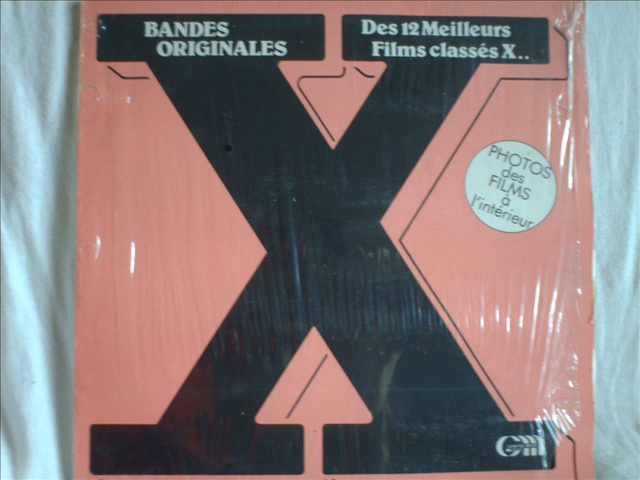 BANDES
ORIGINALES
Des 12 Meilleurs
Films classés X..
PHOTOS
des
FILMS
à
l'intérieur
X